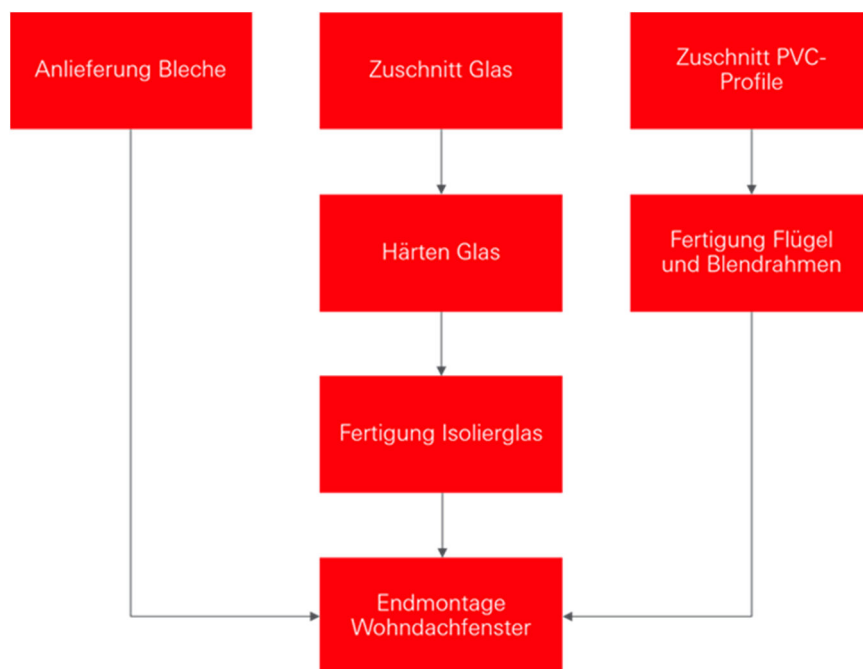 Anlieferung Bleche
Zuschnitt Glas
Zuschnitt PVC-
Profile
Härten Glas
Fertigung Flügel
und Blendrahmen
Fertigung Isolierglas
Endmontage
Wohndachfenster